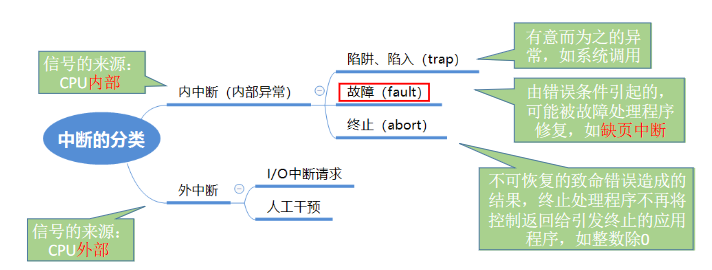 信号的来源：
CPU内部
内中断（内部异常）
陷阱、陷入（trap）
有意而为之的异
常，如系统调用
故障（fault）
由错误条件引起的，
可能被故障处理程序
修复，如缺页中断
终止（abort）
不可恢复的致命错误造成的
结果，终止处理程序不再将
控制返回给引发终止的应用
程序，如整数除0
中断的分类
外中断
I/O中断请求
人工干预
信号的来源：
CPU外部